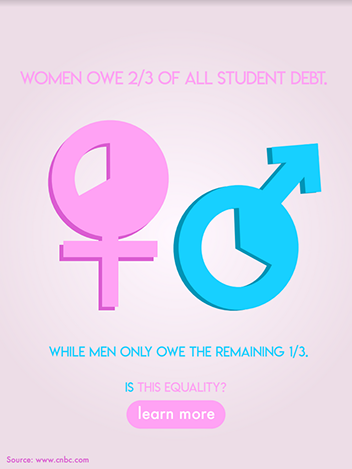 WOMEN OWE 2/3 OF ALL STUDENT DEBT.
WHILE MEN ONLY OWE THE REMAINING 1/3.
IS THIS EQUALITY?
learn more
Source: www.cnbc.com